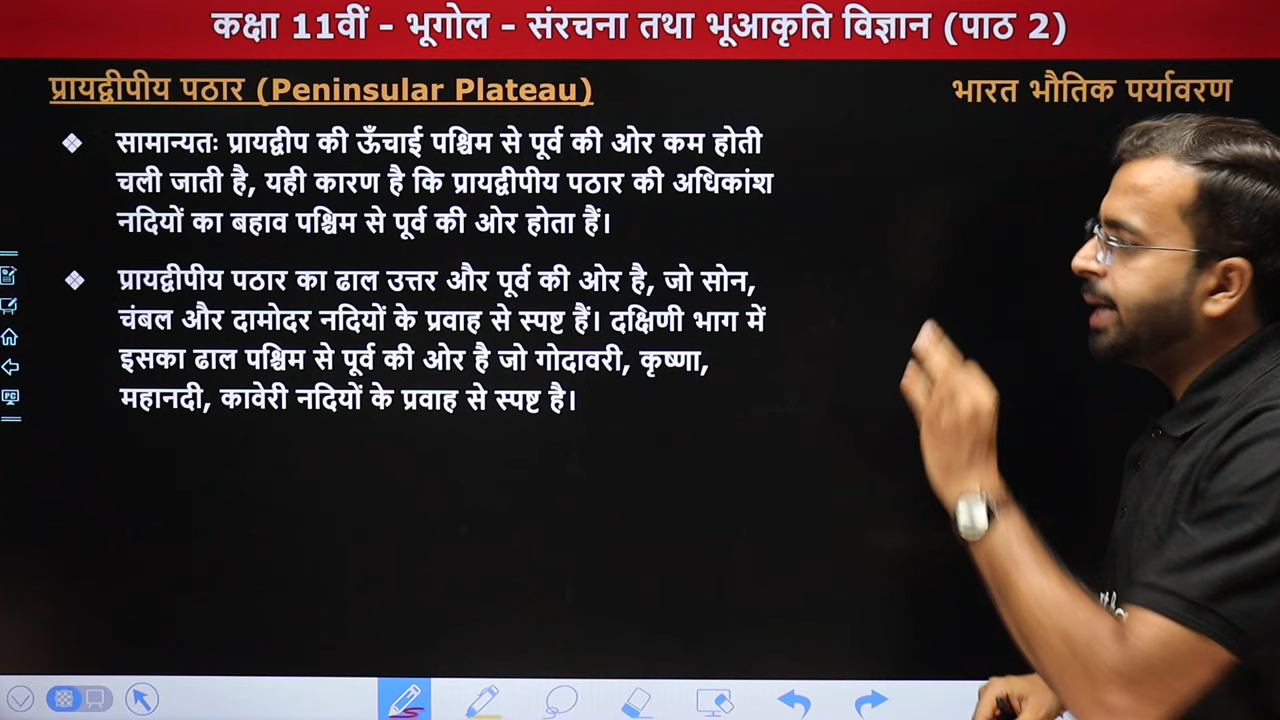 कक्षा 11वीं - भूगोल - संरचना तथा भूआकृति विज्ञान (पाठ 2)
प्रायद्वीपीय पठार (Peninsular Plateau)
भारत भौतिक पर्यावरण
❖ सामान्यतः प्रायद्वीप की ऊँचाई पश्चिम से पूर्व की ओर कम होती
चली जाती है, यही कारण है कि प्रायद्वीपीय पठार की अधिकांश
नदियों का बहाव पश्चिम से पूर्व की ओर होता हैं।
❖ प्रायद्वीपीय पठार का ढाल उत्तर और पूर्व की ओर है, जो सोन,
चंबल और दामोदर नदियों के प्रवाह से स्पष्ट हैं। दक्षिणी भाग में
इसका ढाल पश्चिम से पूर्व की ओर है जो गोदावरी, कृष्णा,
महानदी, कावेरी नदियों के प्रवाह से स्पष्ट है।
PC